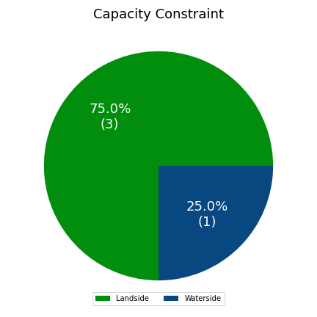 Capacity Constraint
75.0%
(3)
25.0%
(1)
Landside
Waterside